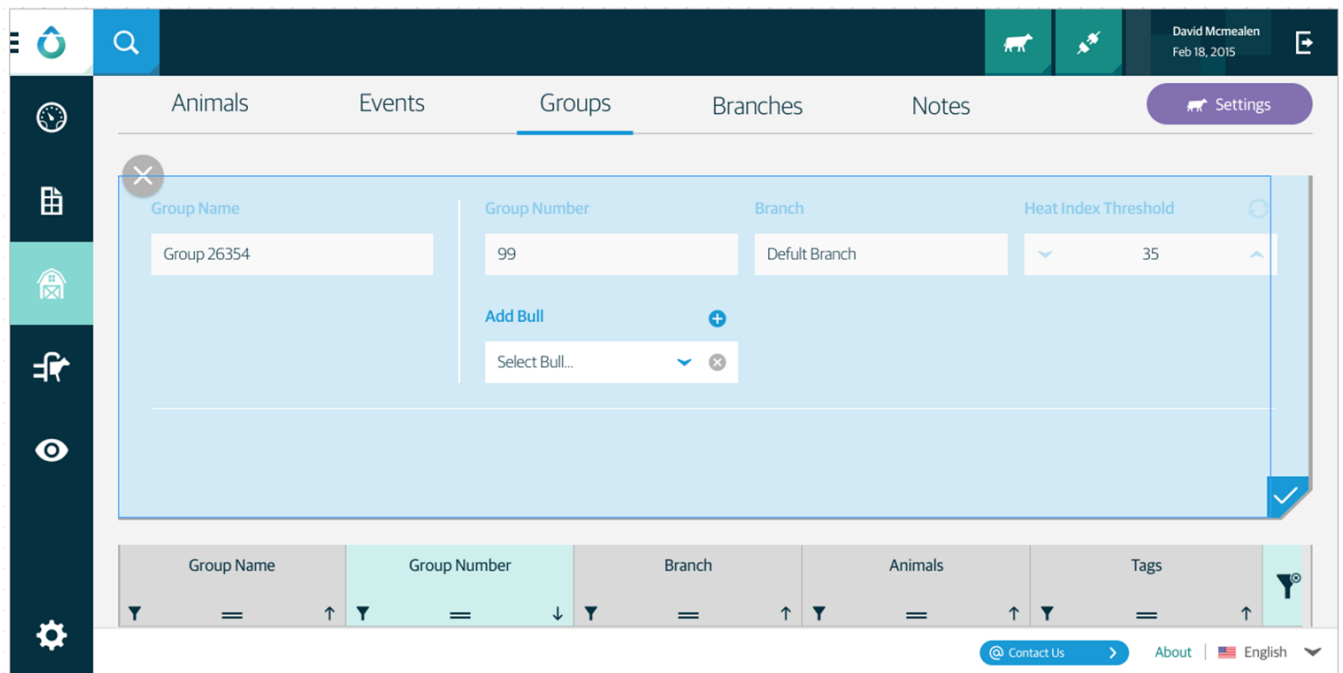 David Mcmealen
Feb 18, 2015
Animals Events Groups Branches Notes Settings
Group Name Group Number Branch Heat Index Threshold
Group 26354 99 Defult Branch 35
Add Bull
Select Bull...
Group Name Group Number Branch Animals Tags
@ Contact Us About English